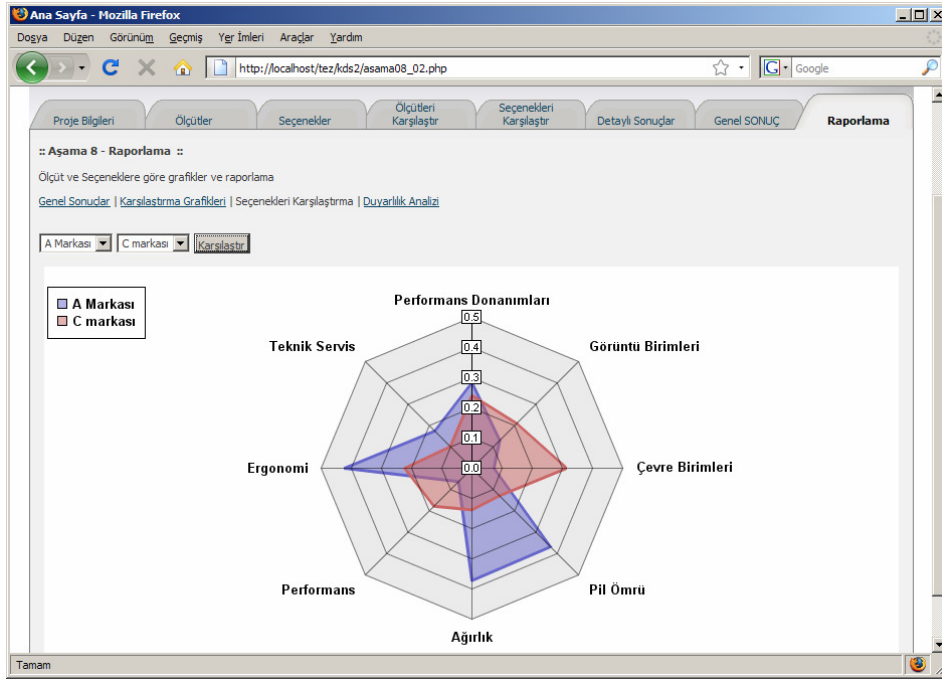 Ana Sayfa - Mozilla Firefox
Dosya Düzen Görünüm Geçmiş Yer İmleri Araçlar Yardım
http://localhost/tez/kds2/asama08_02.php
G Google
Proje Bilgileri
Ölçütler
Seçenekler
Ölçütleri
Karşılaştır
Seçenekleri
Karşılaştır
Detaylı Sonuçlar
Genel SONUÇ
Raporlama
:: Aşama 8 - Raporlama ::
Ölçüt ve Seçeneklere göre grafikler ve raporlama
Genel Sonuçlar | Karşılaştırma Grafikleri | Seçenekleri Karşılaştırma | Duyarlılık Analizi
A Markası C markası Karşılaştır
A Markası
C markası
Performans Donanımları
0.5
Teknik Servis
0.4
Görüntü Birimleri
0.3
0.2
0.1
Ergonomi
0.0
Çevre Birimleri
Performans
Pil Ömrü
Ağırlık
Tamam